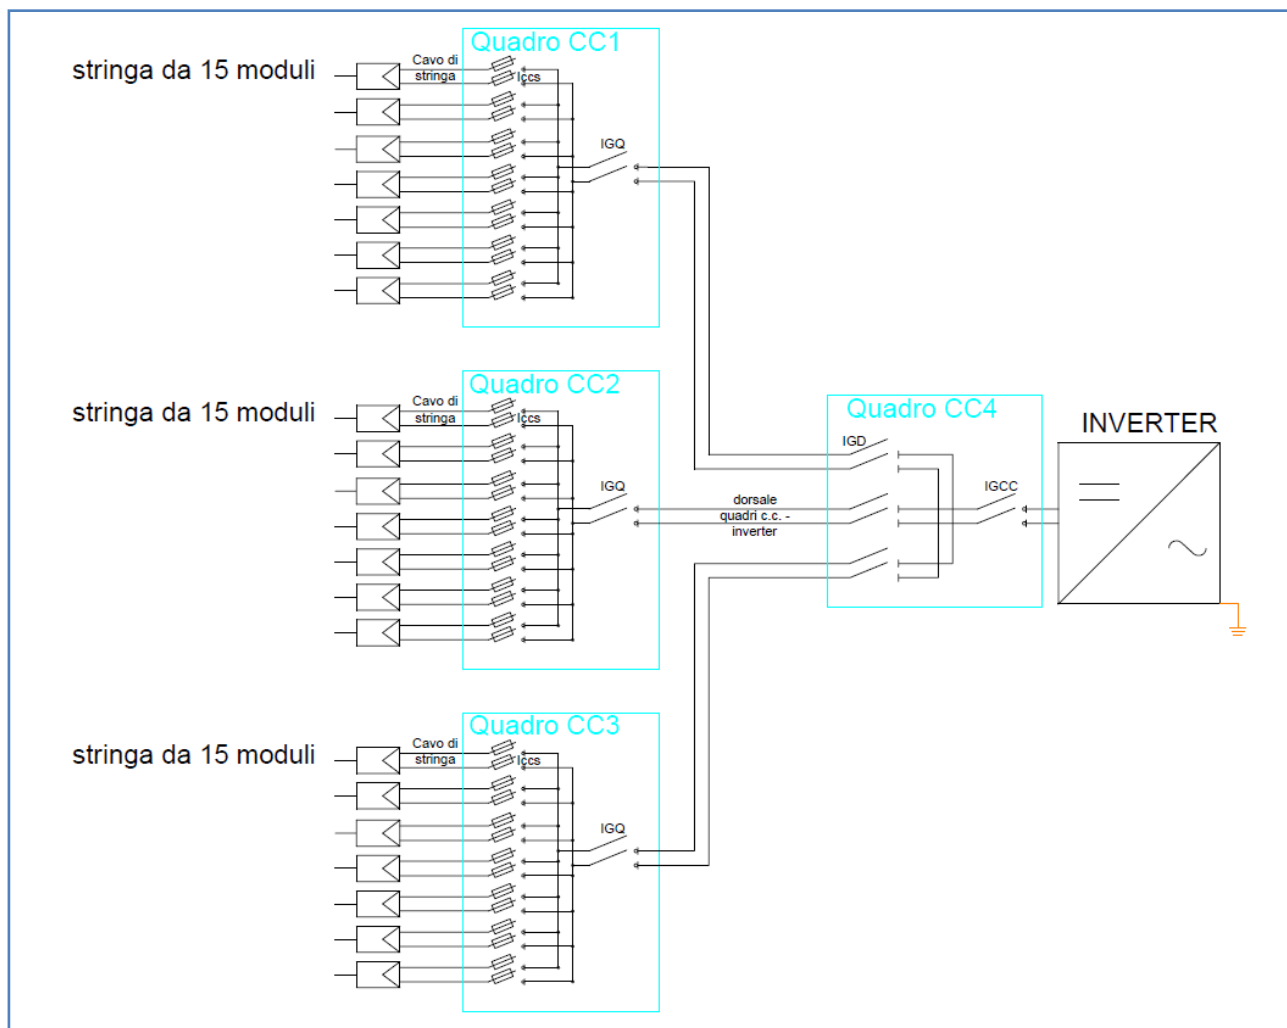 Quadro CC1
stringa da 15 moduli
Cavo di
stringa
Iccs
IGQ
Quadro CC2
stringa da 15 moduli
Cavo di
stringa
Iccs
IGQ
dorsale
quadri c.c. -
inverter
Quadro CC4
IGD
IGCC
INVERTER
Quadro CC3
stringa da 15 moduli
Cavo di
stringa
Iccs
IGQ